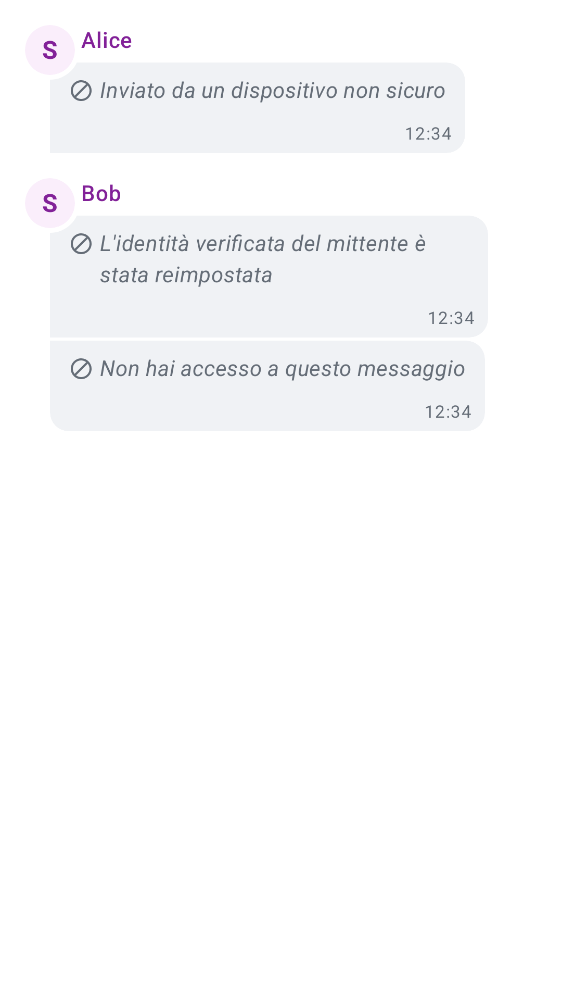 S
Alice
Inviato da un dispositivo non sicuro
12:34
S
Bob
L'identità verificata del mittente è
stata reimpostata
12:34
Non hai accesso a questo messaggio
12:34